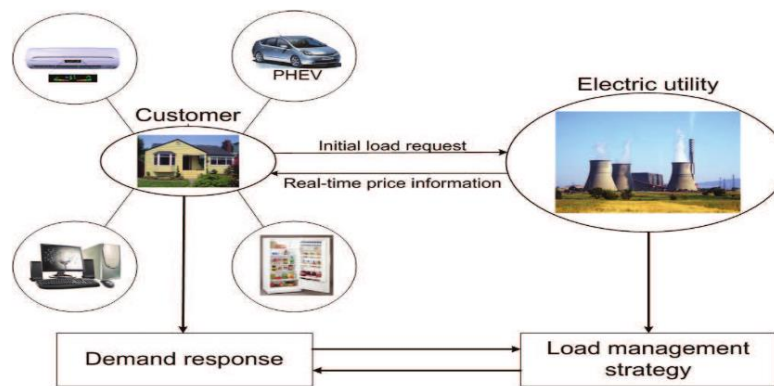 PHEV
Customer
Electric utility
Initial load request
Real-time price information
Demand response
Load management
strategy